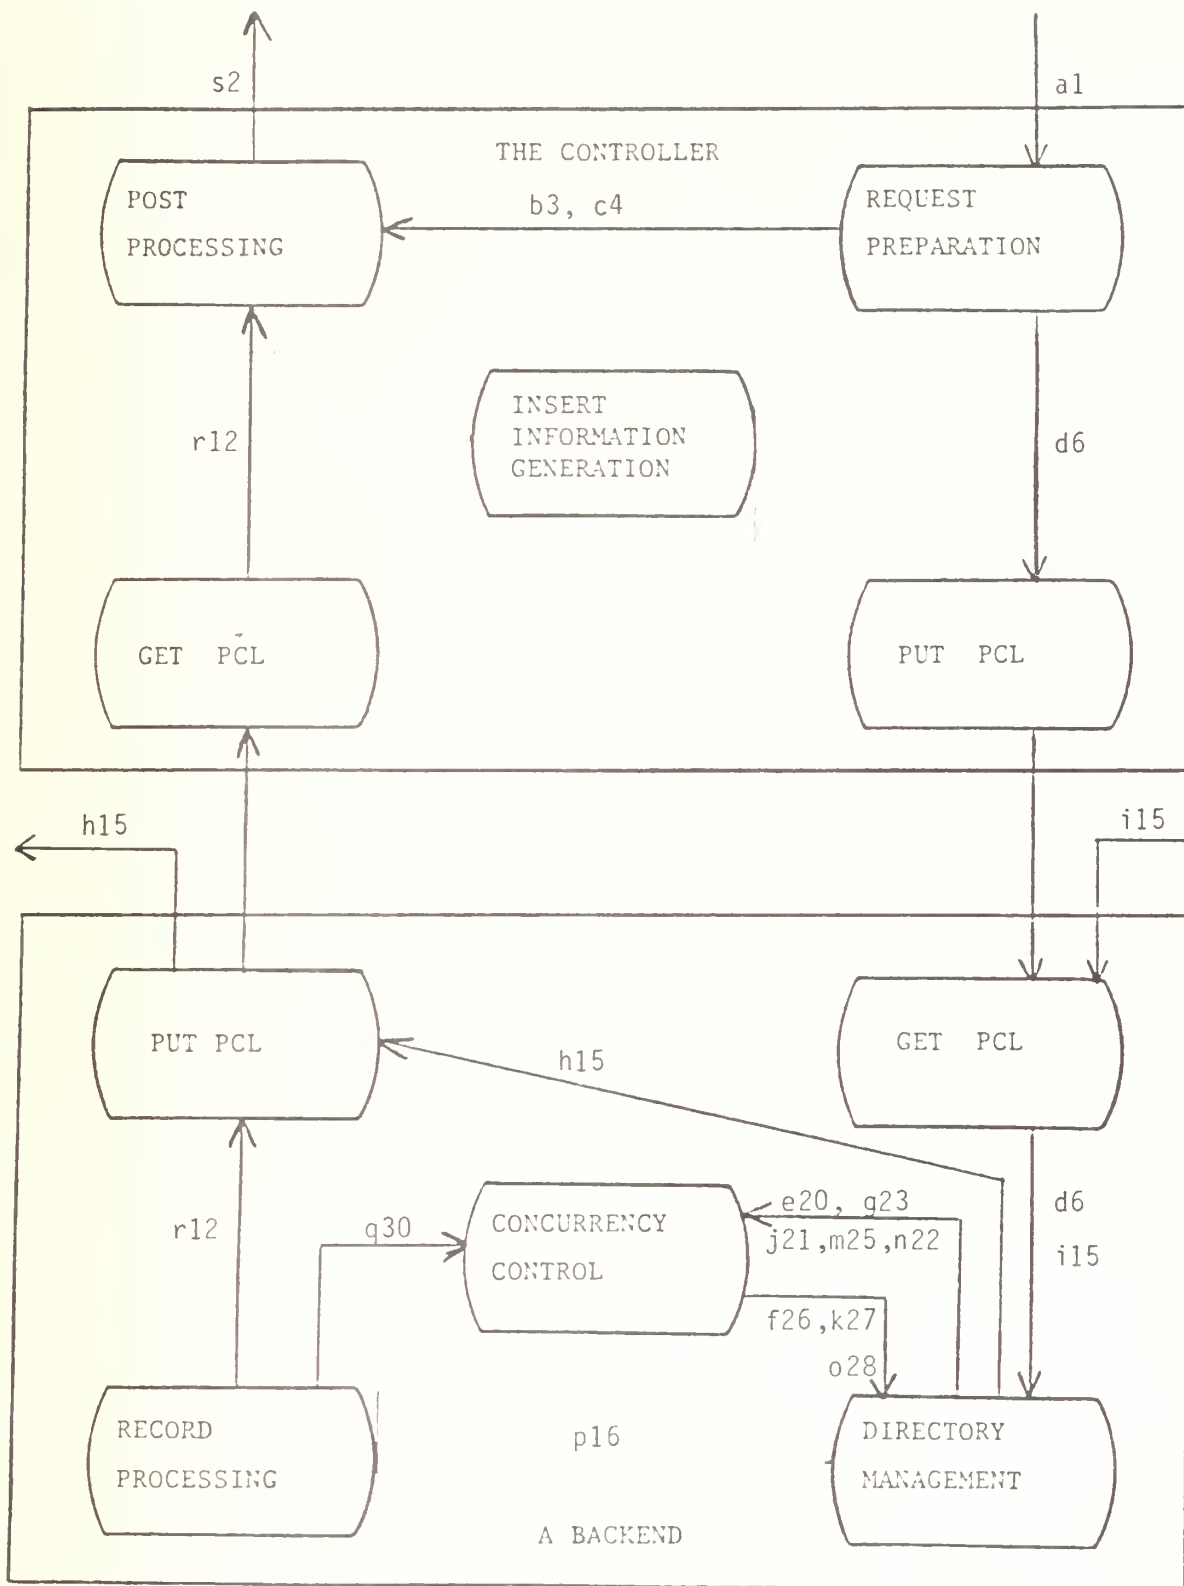 s2
a1
THE CONTROLLER
POST
PROCESSING
b3, c4
REQUEST
PREPARATION
INSERT
INFORMATION
GENERATION
r12
d6
GET PCL
PUT PCL
h15
i15
PUT PCL
GET PCL
h15
r12
q30
CONCURRENCY
CONTROL
e20, g23
j21,m25,n22
d6
i15
f26,k27
o28
RECORD
PROCESSING
p16
DIRECTORY
MANAGEMENT
A BACKEND